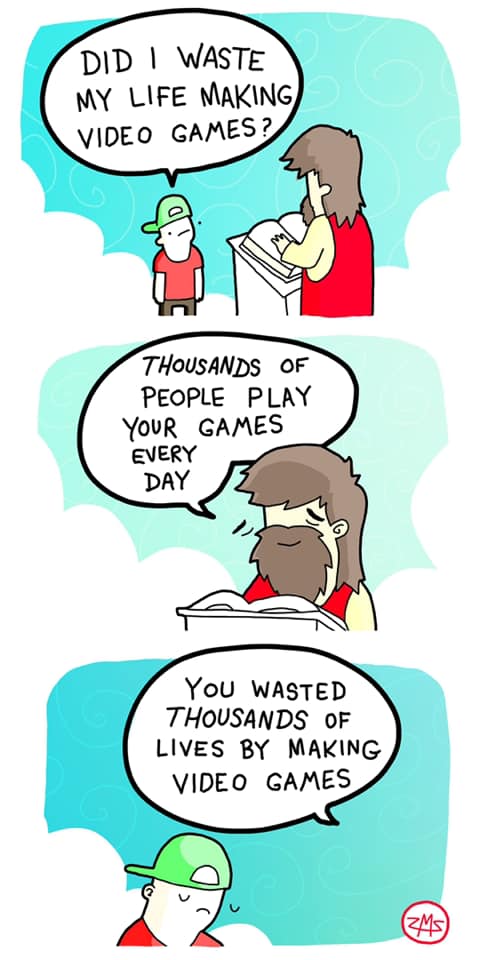 DID I WASTE
MY LIFE MAKING
VIDEO GAMES?
THOUSANDS OF
PEOPLE PLAY
YOUR GAMES
EVERY
DAY
YOU WASTED
THOUSANDS OF
LIVES BY MAKING
VIDEO GAMES
ZMS